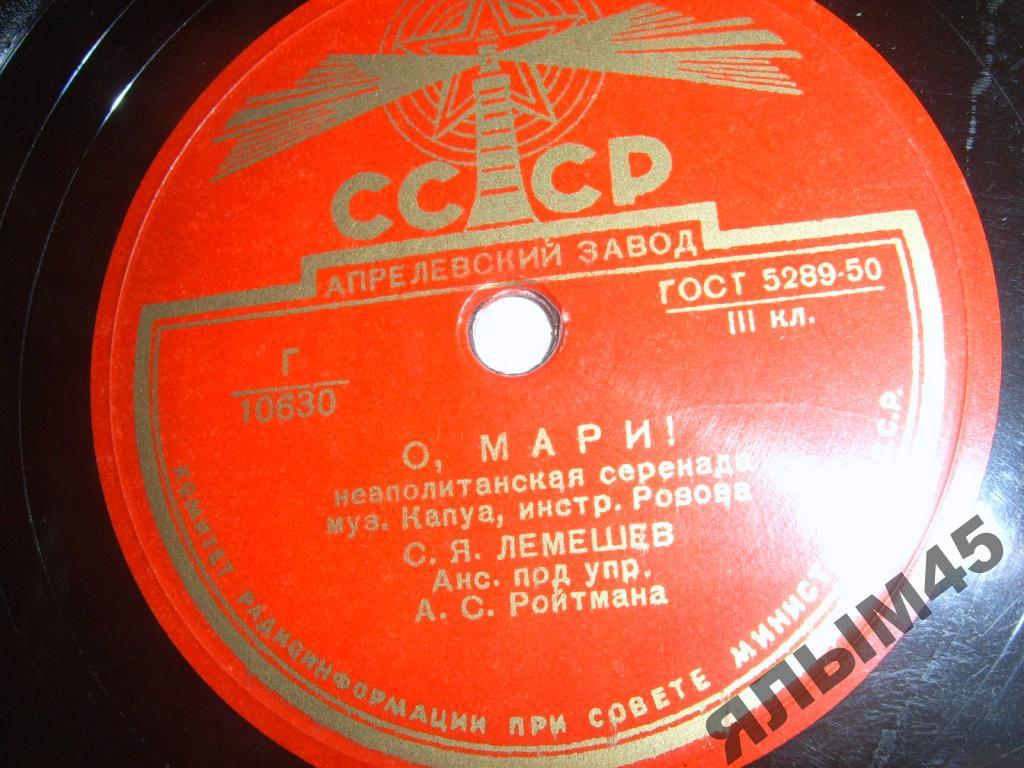 СССР
АПРЕЛЕВСКИЙ ЗАВОД
ГОСТ 5289-50
III кл.
Г
10630
О, МАРИ!
неаполитанская серенада
муз. Капуа, инстр. Розова
С. Я. ЛЕМЕШЕВ
Анс. под упр.
А. С. Ройтмана
КОМИТЕТ РАДИОИНФОРМАЦИИ ПРИ СОВЕТЕ МИНИСТ С.Р.
ЯЛЫМ45